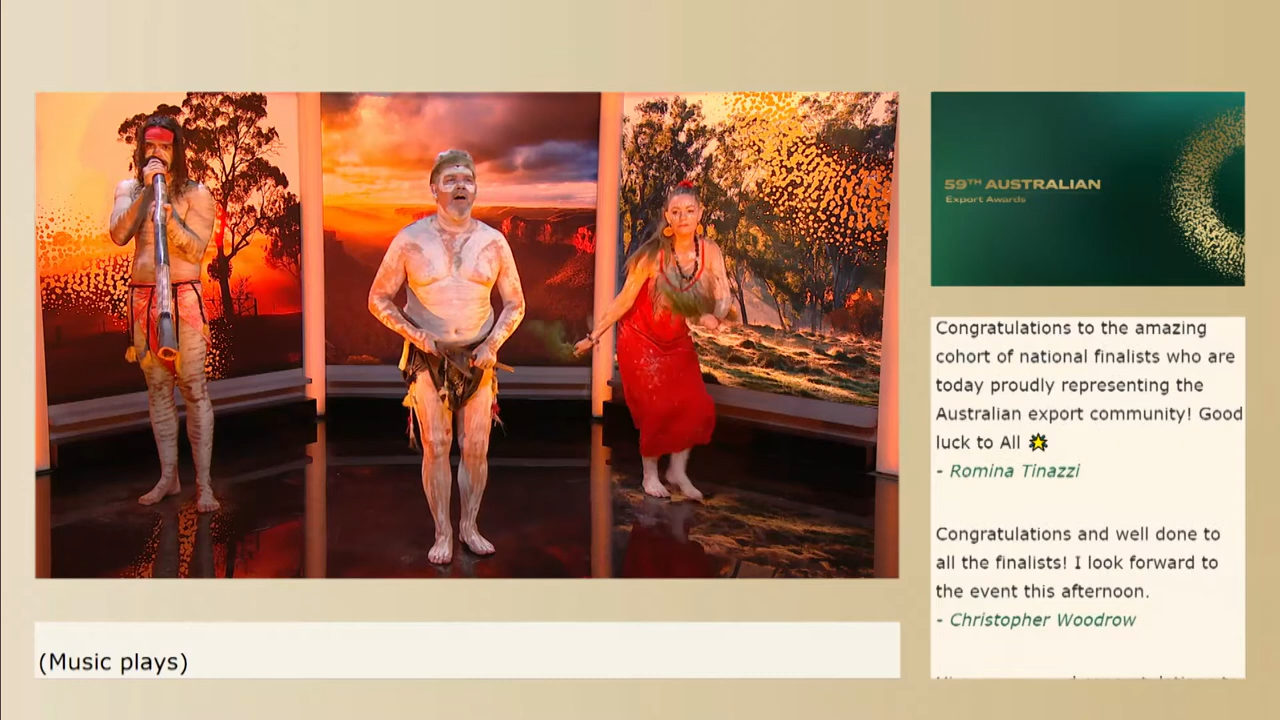 59TH AUSTRALIAN
Export Awards
Congratulations to the amazing
cohort of national finalists who are
today proudly representing the
Australian export community! Good
luck to All 🌟
- Romina Tinazzi
Congratulations and well done to
all the finalists! I look forward to
the event this afternoon.
- Christopher Woodrow
(Music plays)